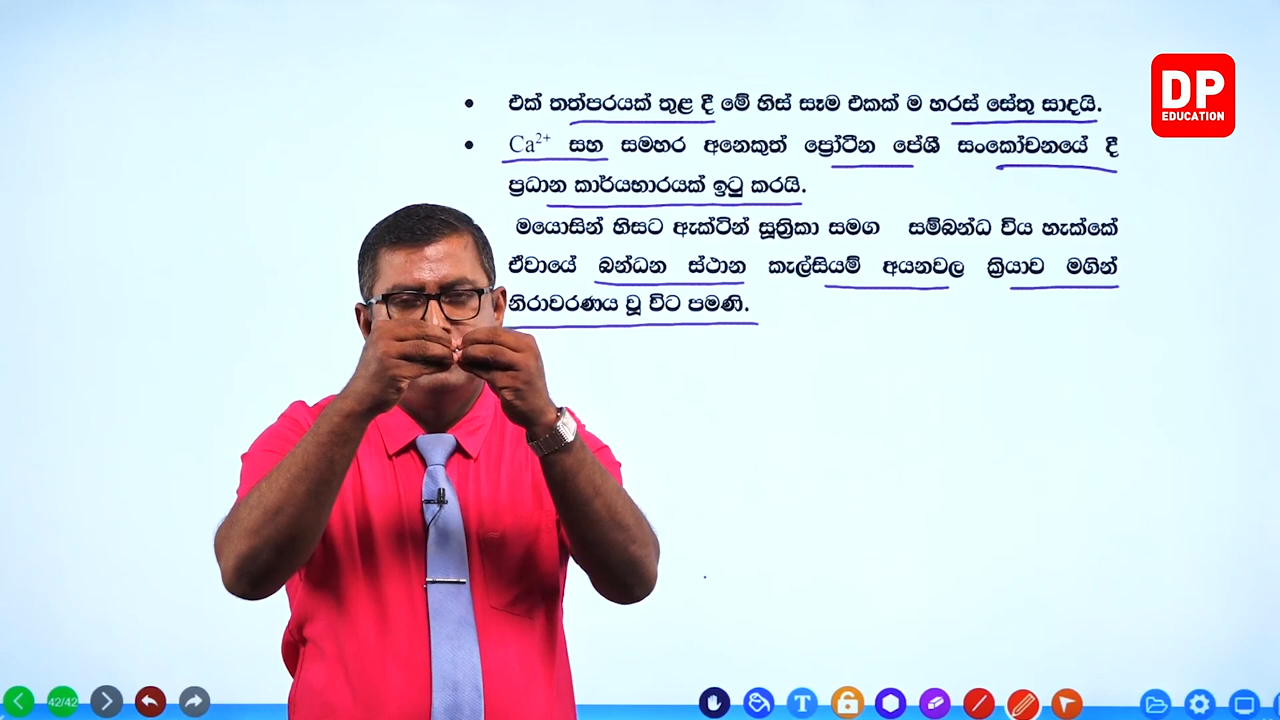 DP
EDUCATION
• එක් තත්පරයක් තුළ දී මේ හිස් සෑම එකක් ම හරස් සේතු සාදයි.
• Ca²⁺ සහ සමහර අනෙකුත් ප්‍රෝටීන පේශී සංකෝචනයේ දී
ප්‍රධාන කාර්යභාරයක් ඉටු කරයි.
මයොසින් හිසට ඇක්ටින් සූත්‍රිකා සමග සම්බන්ධ විය හැක්කේ
ඒවායේ බන්ධන ස්ථාන කැල්සියම් අයනවල ක්‍රියාව මගින්
නිරාවරණය වූ විට පමණි.
42/42
T